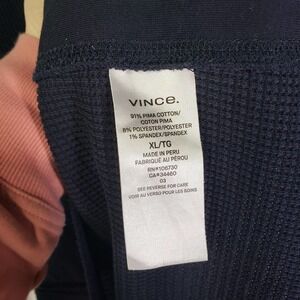 VINCE.
91% PIMA COTTON/
COTON PIMA
8% POLYESTER/POLYESTER
1% SPANDEX/SPANDEX
XL/TG
MADE IN PERU
FABRIQUÉ AU PÉROU
RN#106730
CA#34460
03
SEE REVERSE FOR CARE
VOIR AU VERSO POUR LES SOINS